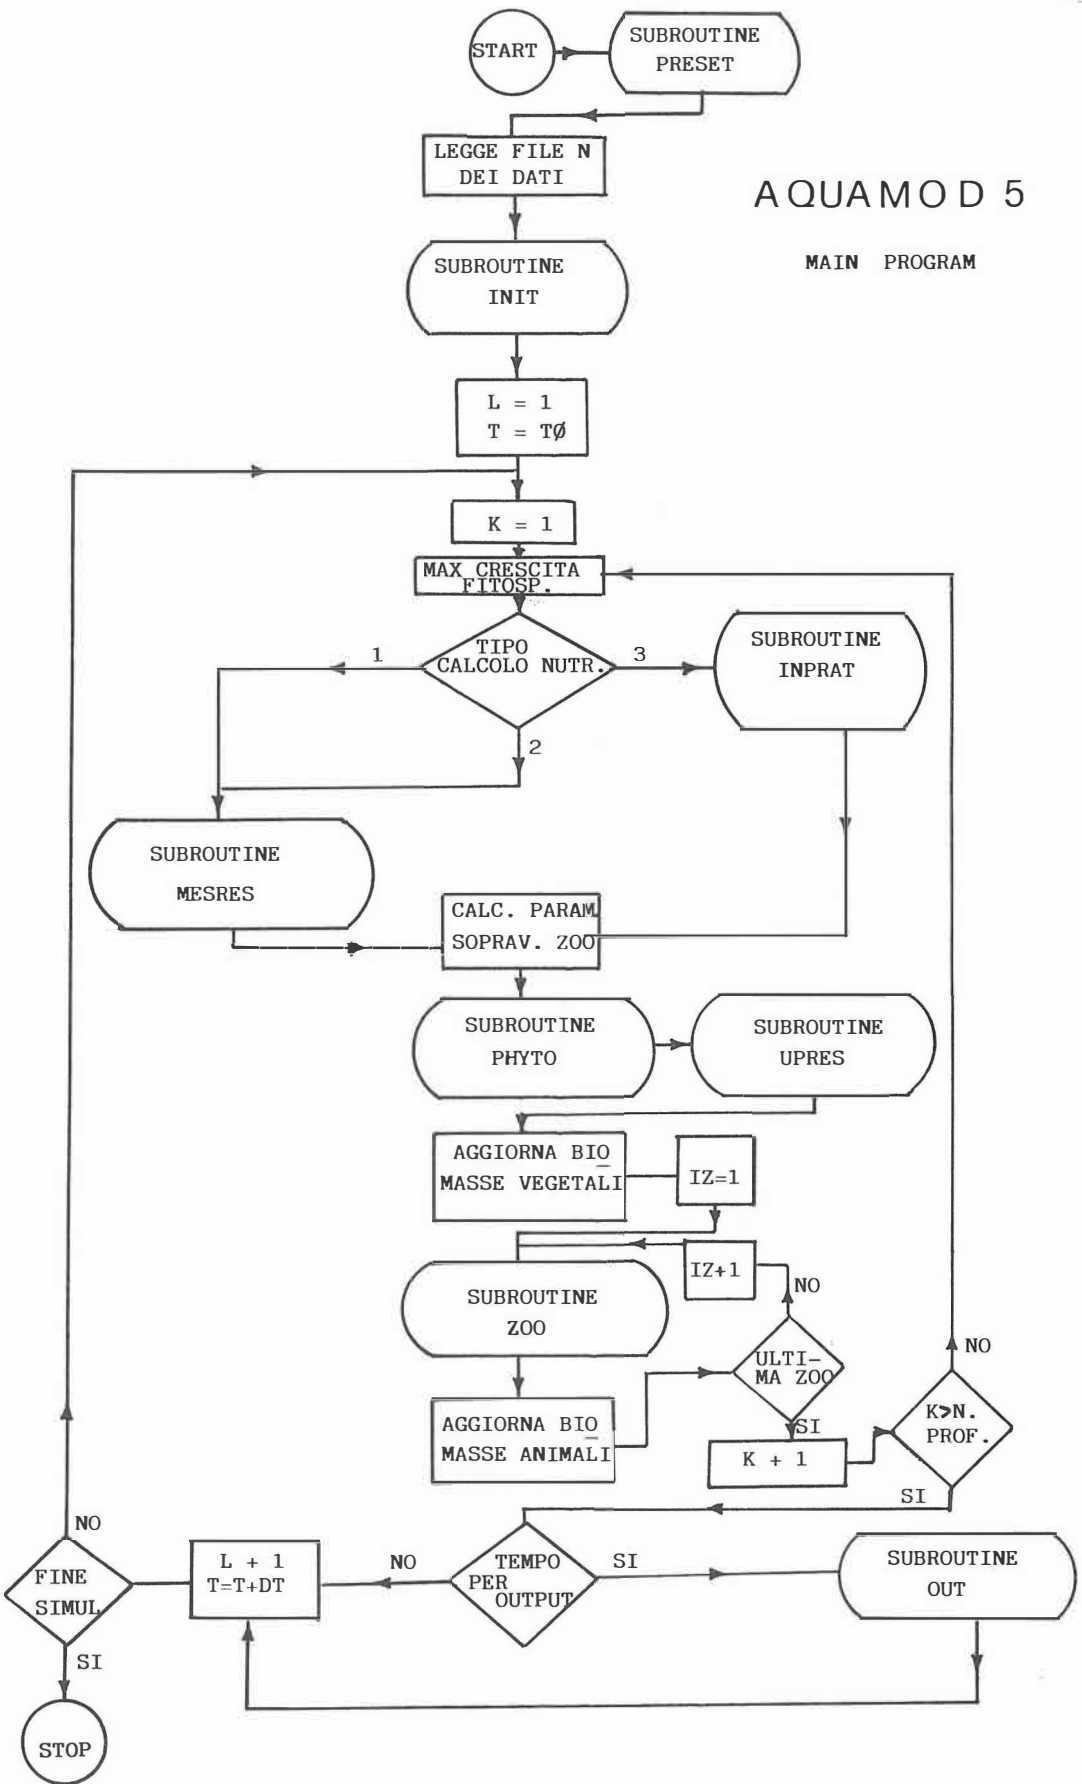 START
SUBROUTINE
PRESET
LEGGE FILE N
DEI DATI
AQUAMOD 5
MAIN PROGRAM
SUBROUTINE
INIT
L = 1
T = TØ
K = 1
MAX CRESCITA
FITOSP.
TIPO
CALCOLO NUTR.
1
3
2
SUBROUTINE
INPRAT
SUBROUTINE
MESRES
CALC. PARAM.
SOPRAV. ZOO
SUBROUTINE
PHYTO
SUBROUTINE
UPRES
AGGIORNA BIO
MASSE VEGETALI
IZ=1
IZ+1
NO
SUBROUTINE
ZOO
ULTI-
MA ZOO
SI
NO
K>N.
PROF.
AGGIORNA BIO
MASSE ANIMALI
K + 1
SI
NO
FINE
SIMUL
SI
L + 1
T=T+DT
NO
TEMPO
PER
OUTPUT
SI
SUBROUTINE
OUT
STOP